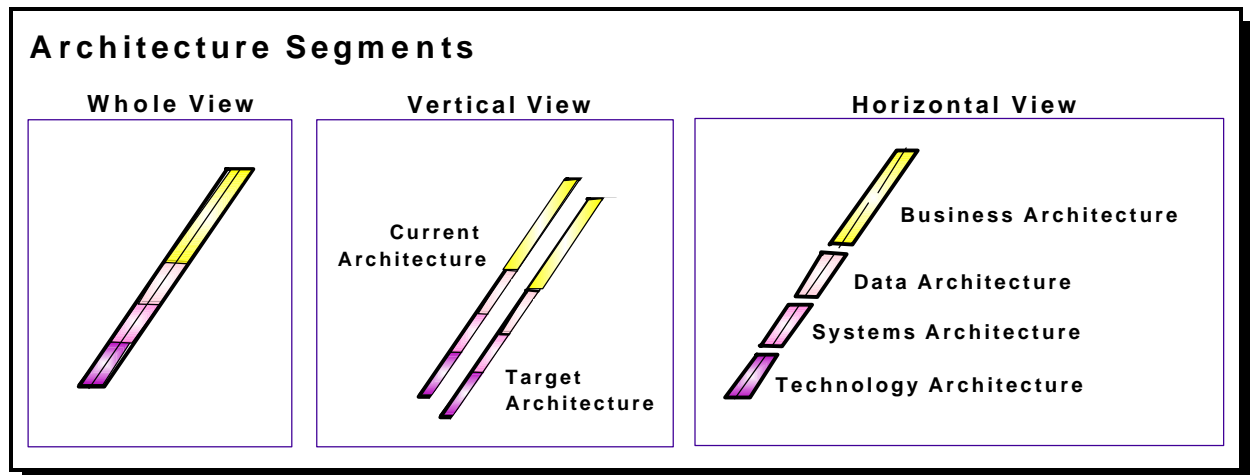 Architecture Segments
Whole View
Vertical View
Horizontal View
Current
Architecture
Target
Architecture
Business Architecture
Data Architecture
Systems Architecture
Technology Architecture